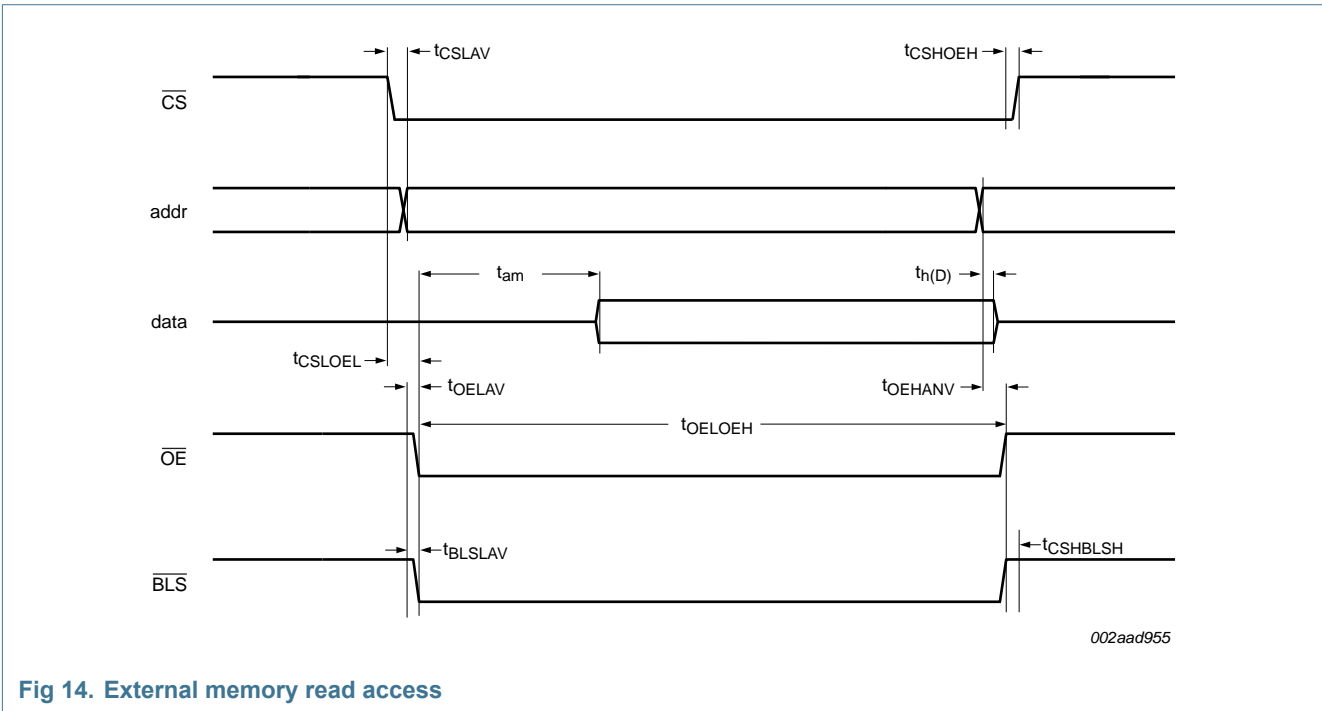 tCSLAV
tCSHOEH
CS
addr
tam
th(D)
data
tCSLOEL
tOELAV
tOEHANV
tOELOEH
OE
tBLSLAV
tCSHBLSH
BLS
002aad955
Fig 14. External memory read access